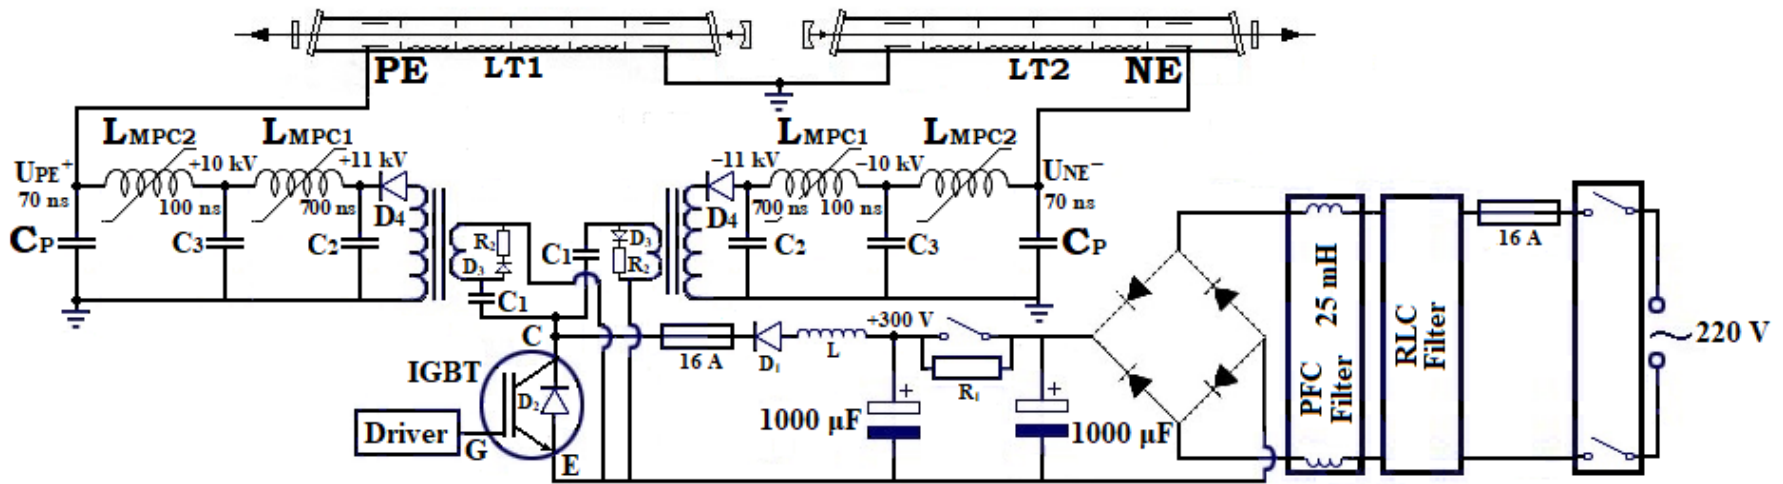 PE
LT1
LT2
NE
LMPC2
LMPC1
LMPC1
LMPC2
UPE+
70 ns
+10 kV
100 ns
+11 kV
700 ns
D4
−11 kV
D4
700 ns
−10 kV
100 ns
UNE−
70 ns
CP
C3
C2
R2
D3
C1
C1
D3
R2
C2
C3
CP
16 A
25 mH
PFC
Filter
RLC
Filter
220 V
C
16 A
D1
L
+300 V
R1
IGBT
D2
Driver
G
E
+
1000 µF
+
1000 µF